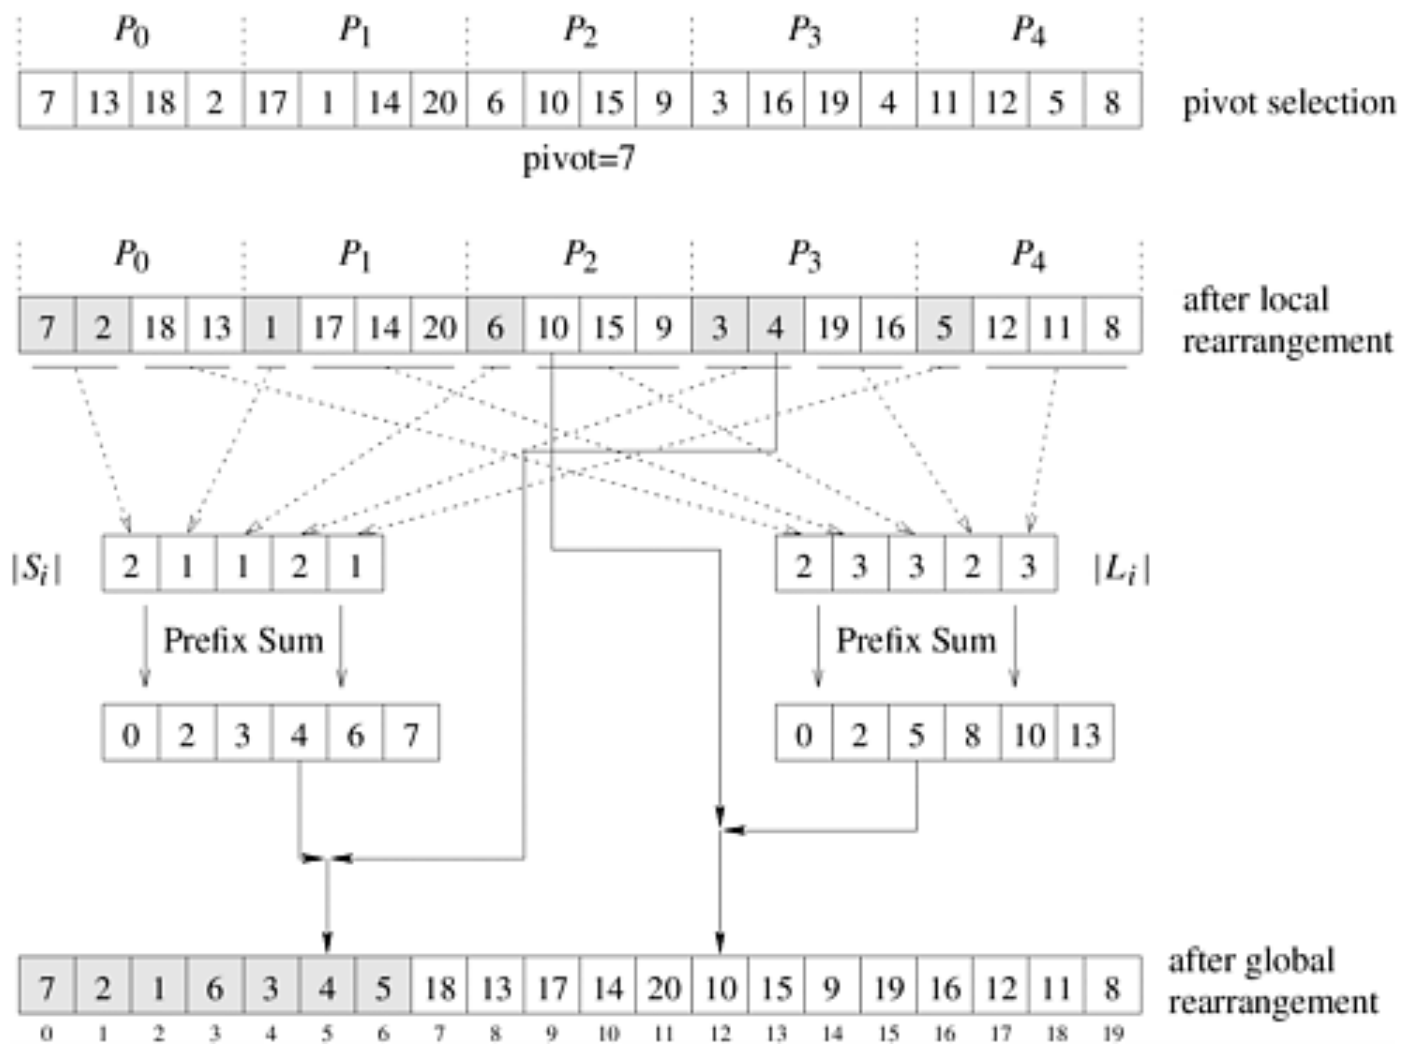 P0 P1 P2 P3 P4
7 13 18 2 17 1 14 20 6 10 15 9 3 16 19 4 11 12 5 8 pivot selection
pivot=7
P0 P1 P2 P3 P4
7 2 18 13 1 17 14 20 6 10 15 9 3 4 19 16 5 12 11 8
after local
rearrangement
|Si| 2 1 1 2 1 2 3 3 2 3 |Li|
Prefix Sum Prefix Sum
0 2 3 4 6 7 0 2 5 8 10 13
7 2 1 6 3 4 5 18 13 17 14 20 10 15 9 19 16 12 11 8
after global
rearrangement
0 1 2 3 4 5 6 7 8 9 10 11 12 13 14 15 16 17 18 19